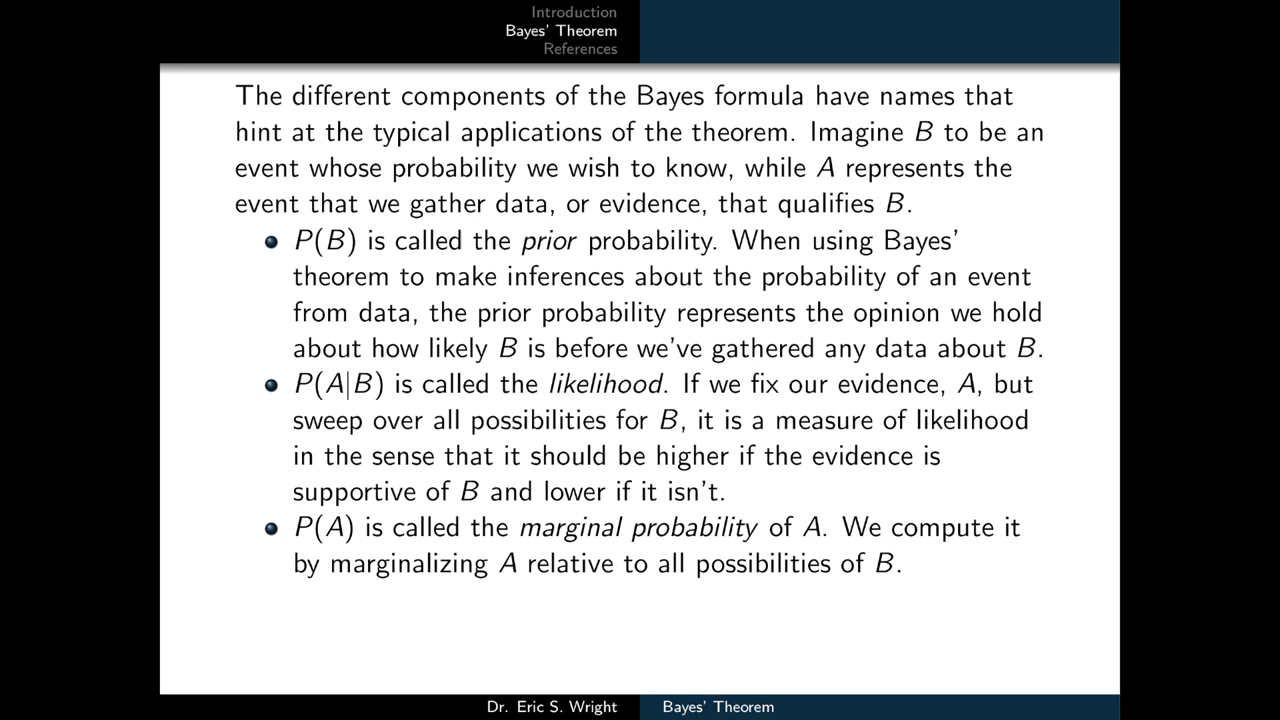 Introduction
Bayes' Theorem
References
The different components of the Bayes formula have names that
hint at the typical applications of the theorem. Imagine B to be an
event whose probability we wish to know, while A represents the
event that we gather data, or evidence, that qualifies B.
• P(B) is called the prior probability. When using Bayes'
theorem to make inferences about the probability of an event
from data, the prior probability represents the opinion we hold
about how likely B is before we've gathered any data about B.
• P(A|B) is called the likelihood. If we fix our evidence, A, but
sweep over all possibilities for B, it is a measure of likelihood
in the sense that it should be higher if the evidence is
supportive of B and lower if it isn't.
• P(A) is called the marginal probability of A. We compute it
by marginalizing A relative to all possibilities of B.
Dr. Eric S. Wright
Bayes' Theorem